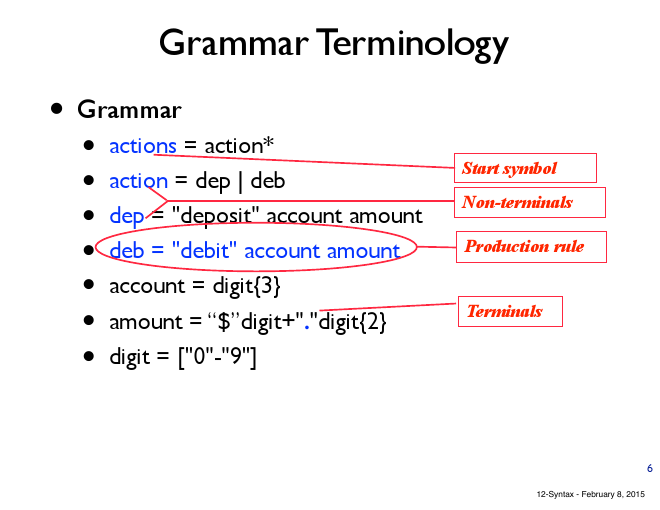 Grammar Terminology
• Grammar
• actions = action*
Start symbol
• action = dep | deb
Non-terminals
• dep = "deposit" account amount
• deb = "debit" account amount
Production rule
• account = digit{3}
• amount = “$”digit+"."digit{2}
Terminals
• digit = ["0"-"9"]
6
12-Syntax - February 8, 2015